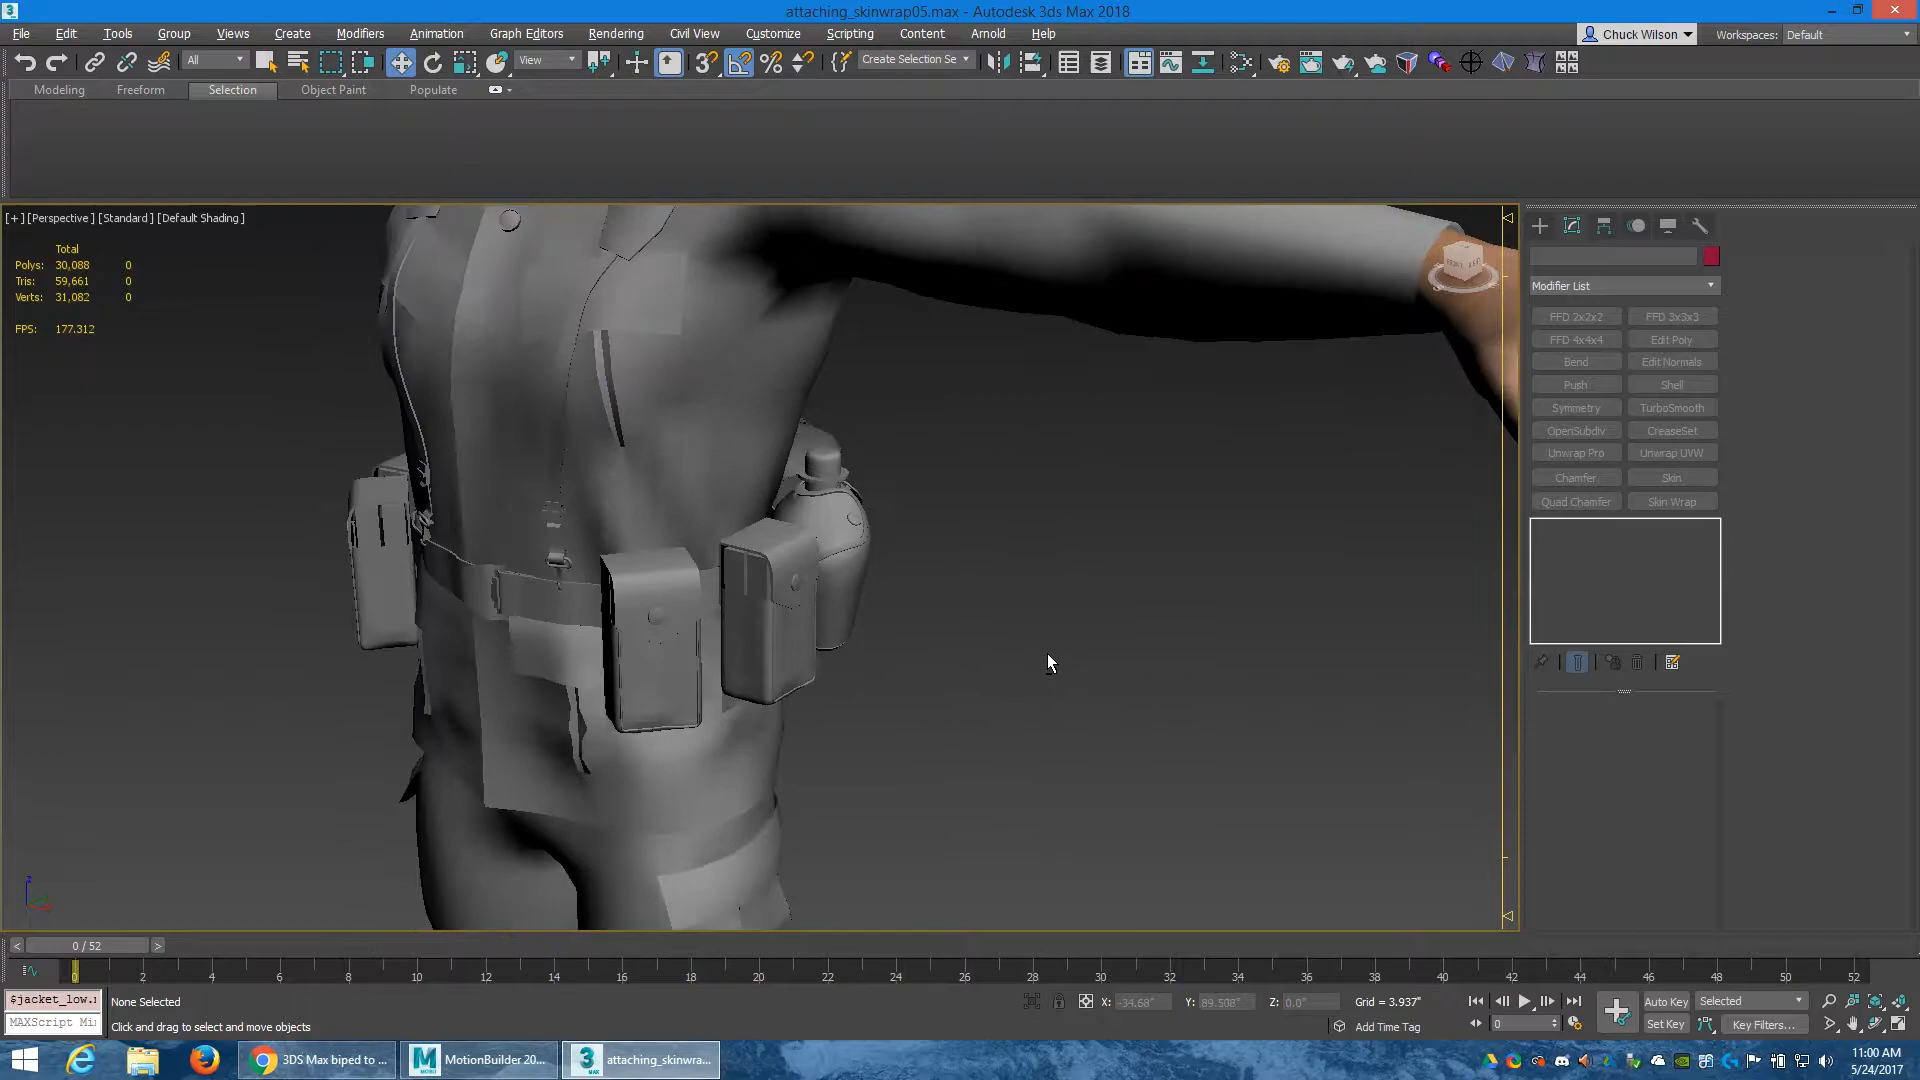 attaching_skinwrap05.max - Autodesk 3ds Max 2018
File Edit Tools Group Views Create Modifiers Animation Graph Editors Rendering Civil View Customize Scripting Content Arnold Help Chuck Wilson Workspaces: Default
All View Create Selection Se
Modeling Freeform Selection Object Paint Populate
[+] [Perspective] [Standard] [Default Shading]
Total
Polys: 30,088 0
Tris: 59,661 0
Verts: 31,082 0
FPS: 177.312
Modifier List
FFD 2x2x2 FFD 3x3x3
FFD 4x4x4 Edit Poly
Bend Edit Normals
Push Shell
Symmetry TurboSmooth
OpenSubdiv CreaseSet
Unwrap Pro Unwrap UVW
Chamfer Skin
Quad Chamfer Skin Wrap
0 / 52
0 2 4 6 8 10 12 14 16 18 20 22 24 26 28 30 32 34 36 38 40 42 44 46 48 50 52
$jacket_low.
None Selected
X: -34.68" Y: 89.508" Z: 0.0" Grid = 3.937"
Auto Key Selected
MAXScript Mi
Click and drag to select and move objects
Add Time Tag
0
Set Key Key Filters...
3DS Max biped to ... MotionBuilder 20... attaching_skinwra...
11:00 AM
5/24/2017